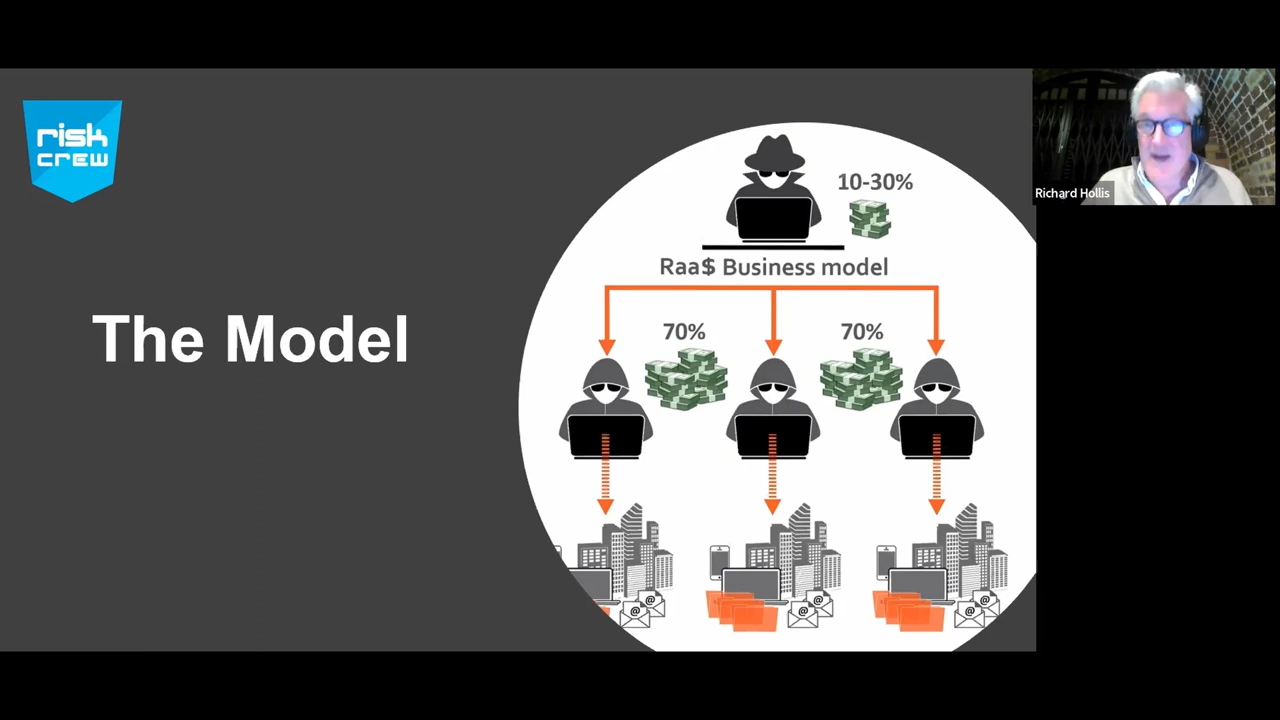 risk
crew
The Model
10-30%
Raa$ Business model
70%
70%
@ @
@ @
@ @
Richard Hollis